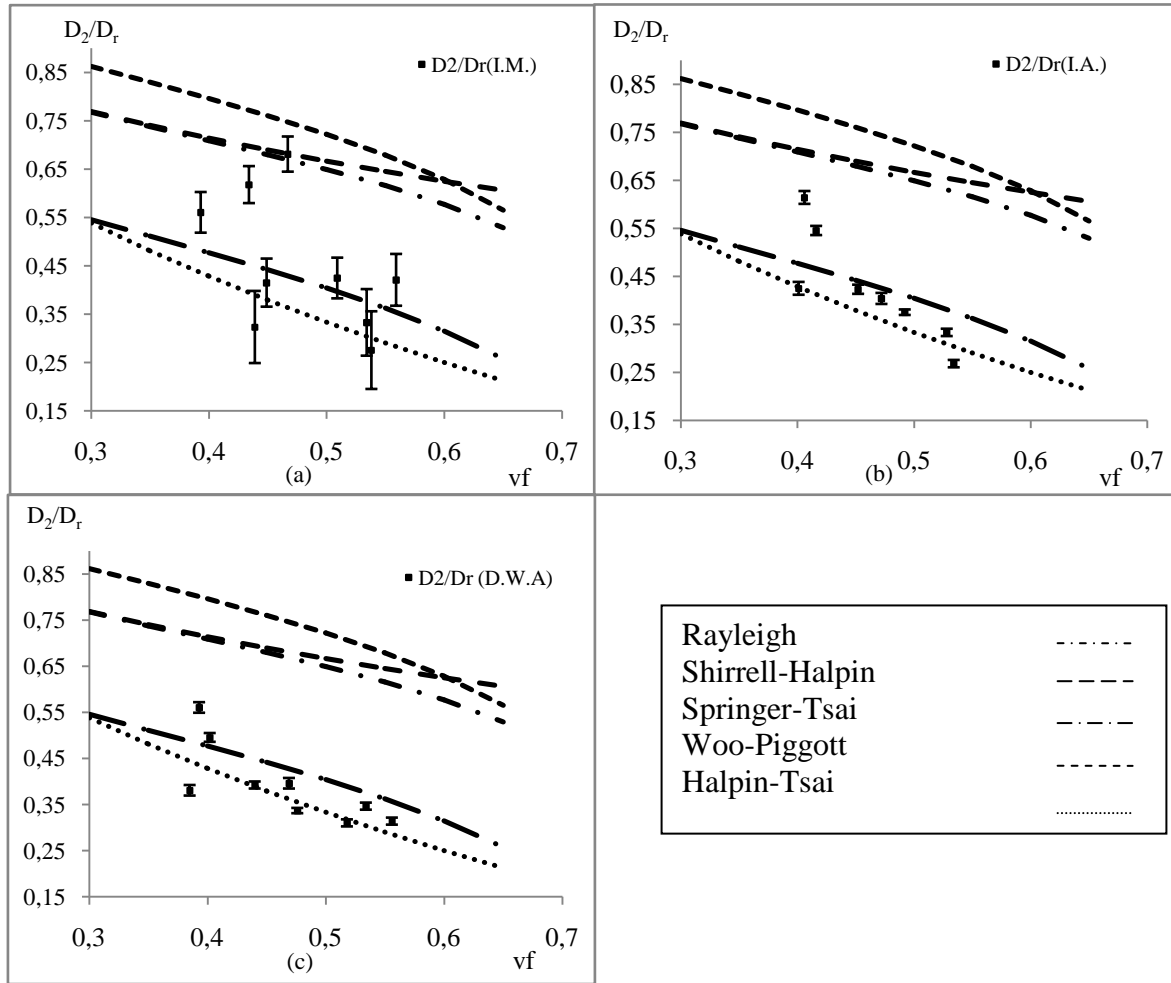 D2/Dr
D2/Dr(I.M.)
0,85
0,75
0,65
0,55
0,45
0,35
0,25
0,15
0,3 0,4 0,5 0,6 0,7
(a) vf
D2/Dr
D2/Dr(I.A.)
0,85
0,75
0,65
0,55
0,45
0,35
0,25
0,15
0,3 0,4 0,5 0,6 0,7
(b) vf
D2/Dr
D2/Dr (D.W.A)
0,85
0,75
0,65
0,55
0,45
0,35
0,25
0,15
0,3 0,4 0,5 0,6 0,7
(c) vf
Rayleigh
Shirrell-Halpin
Springer-Tsai
Woo-Piggott
Halpin-Tsai